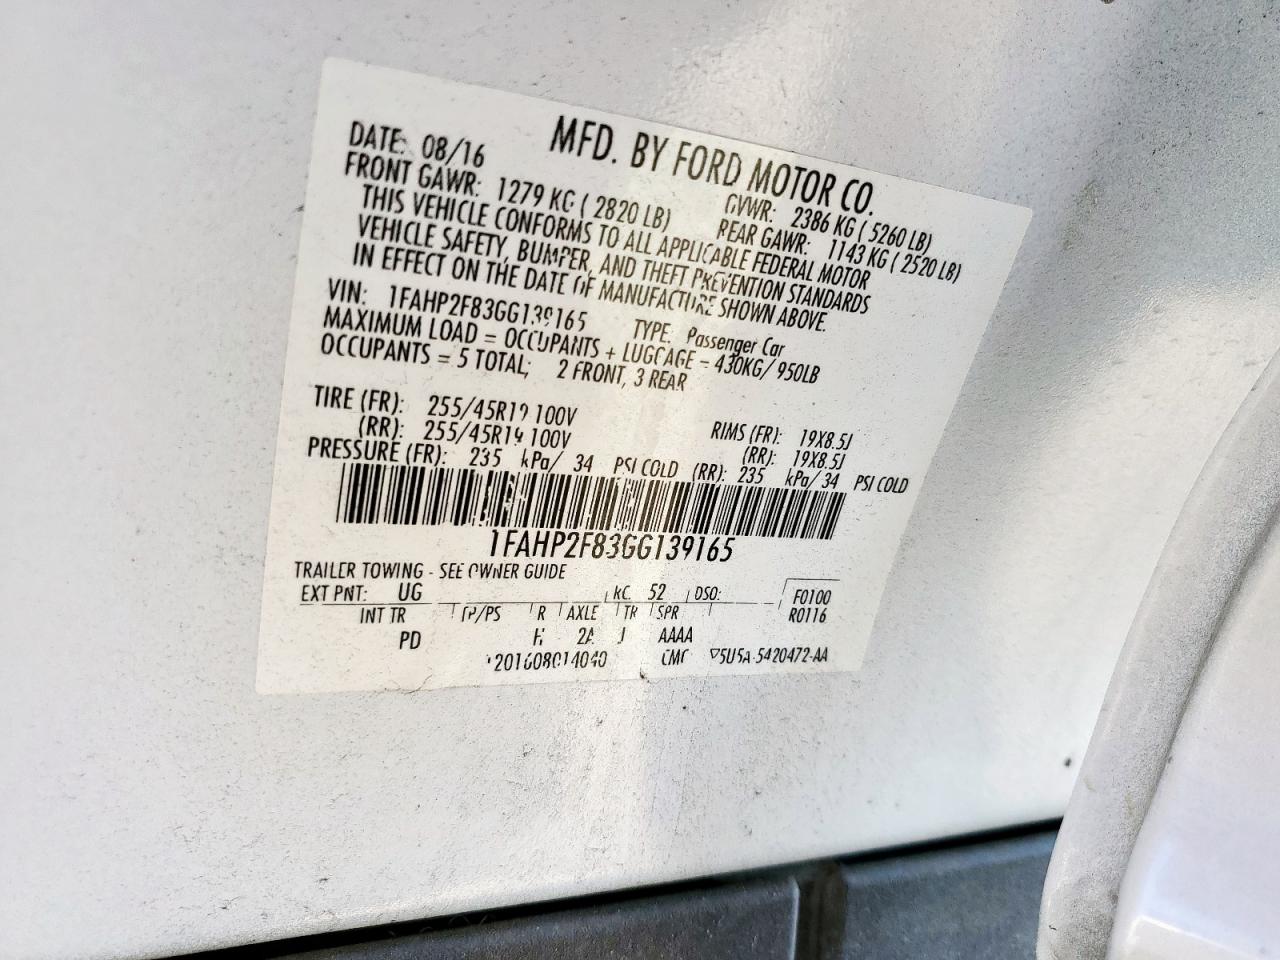 MFD. BY FORD MOTOR CO.
DATE: 08/16 GVWR: 2386 KG ( 5260 LB)
FRONT GAWR: 1279 KG ( 2820 LB) REAR GAWR: 1143 KG ( 2520 LB)
THIS VEHICLE CONFORMS TO ALL APPLICABLE FEDERAL MOTOR
VEHICLE SAFETY, BUMPER, AND THEFT PREVENTION STANDARDS
IN EFFECT ON THE DATE OF MANUFACTURE SHOWN ABOVE.
VIN: 1FAHP2F83GG139165 TYPE: Passenger Car
MAXIMUM LOAD = OCCUPANTS + LUGGAGE = 430KG/ 950LB
OCCUPANTS = 5 TOTAL; 2 FRONT, 3 REAR
TIRE (FR): 255/45R19 100V RIMS (FR): 19X8.5J
(RR): 255/45R19 100V (RR): 19X8.5J
PRESSURE (FR): 235 kPa/ 34 PSI COLD (RR): 235 kPa/ 34 PSI COLD
1FAHP2F83GG139165
TRAILER TOWING - SEE OWNER GUIDE
EXT PNT: UG RC: 52 DSO: F0100
INT TR TP/PS R AXLE TR SPR R0116
PD H 2A J AAAA
201608014040